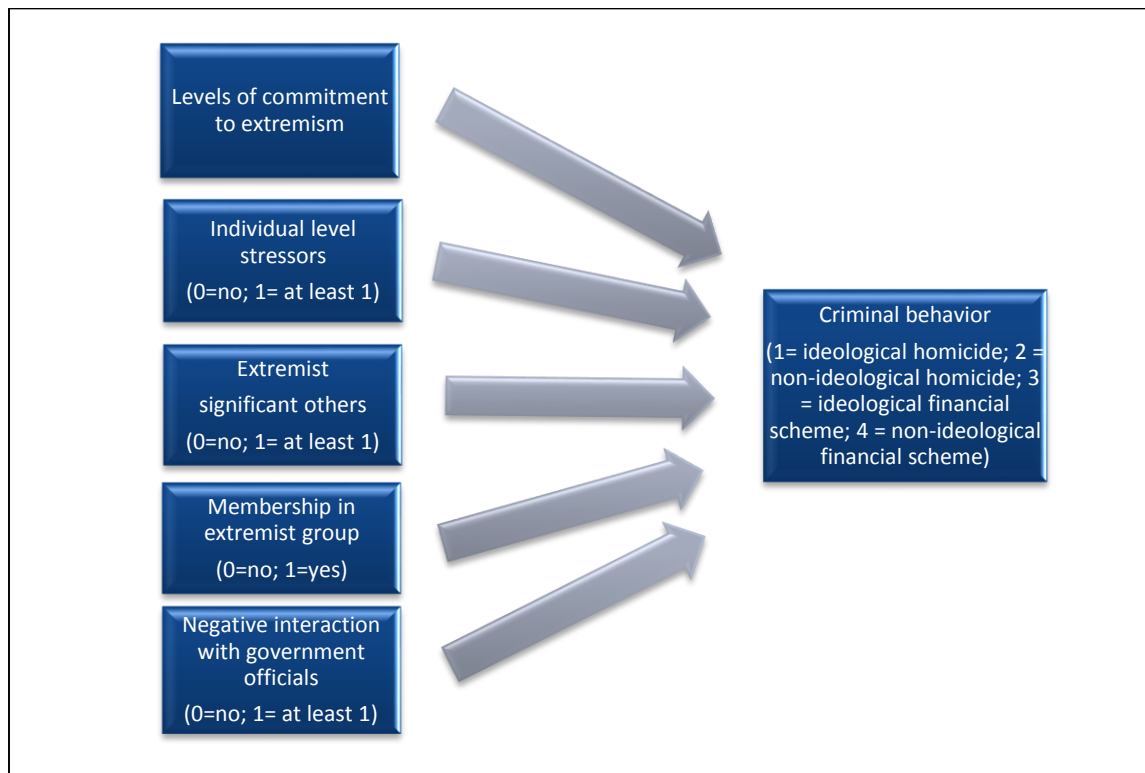 Levels of commitment
to extremism
Individual level
stressors
(0=no; 1= at least 1)
Extremist
significant others
(0=no; 1= at least 1)
Membership in
extremist group
(0=no; 1=yes)
Negative interaction
with government
officials
(0=no; 1= at least 1)
Criminal behavior
(1= ideological homicide; 2 =
non-ideological homicide; 3
= ideological financial
scheme; 4 = non-ideological
financial scheme)